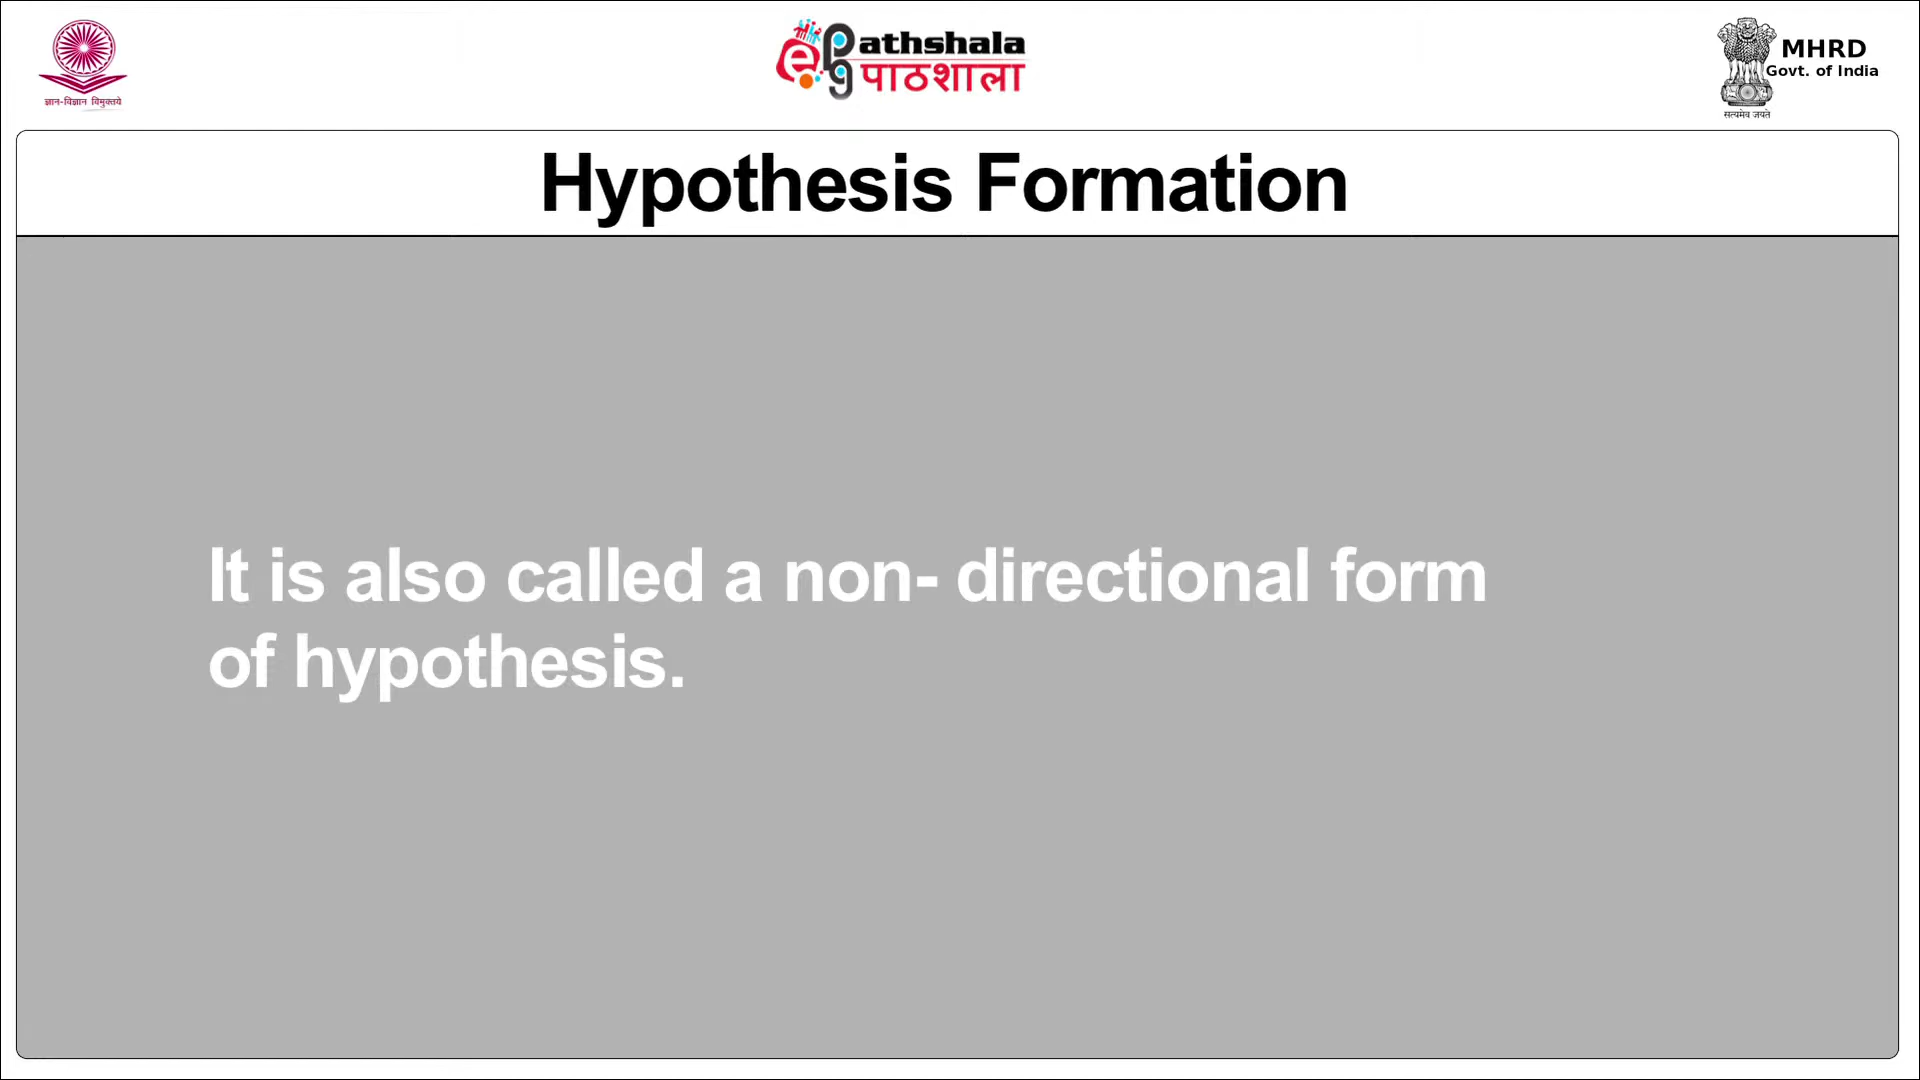 ज्ञान-विज्ञान विमुक्तये
ePG athshala
पाठशाला
MHRD
Govt. of India
सत्यमेव जयते
Hypothesis Formation
It is also called a non- directional form
of hypothesis.